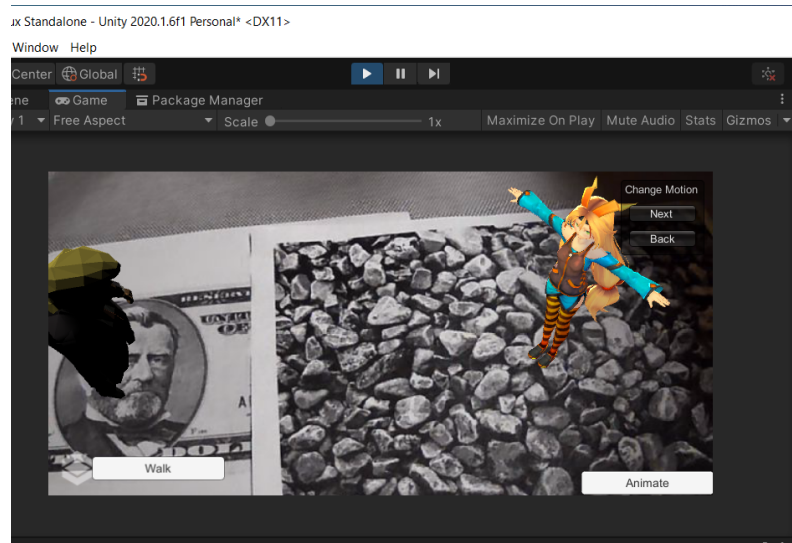 ux Standalone - Unity 2020.1.6f1 Personal* <DX11>
Window Help
Center Global
ene Game Package Manager
y 1 Free Aspect Scale 1x Maximize On Play Mute Audio Stats Gizmos
Change Motion
Next
Back
Walk
Animate